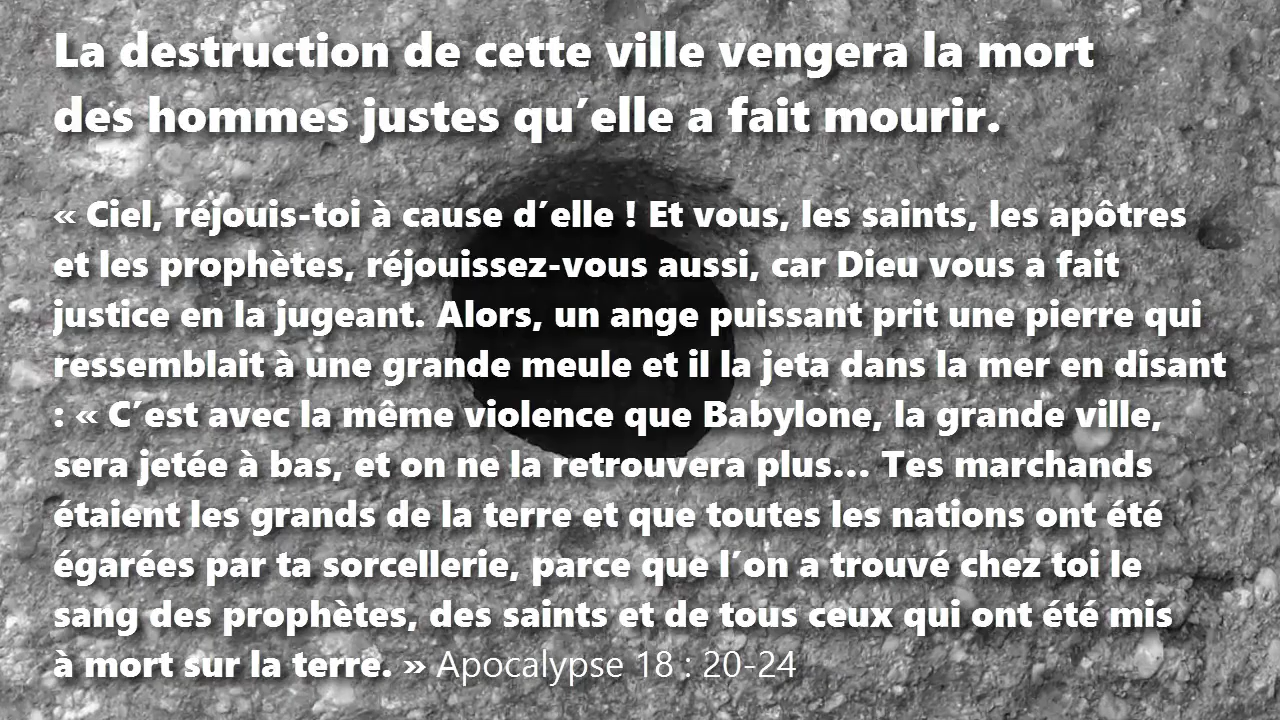 La destruction de cette ville vengera la mort
des hommes justes qu’elle a fait mourir.
« Ciel, réjouis-toi à cause d’elle ! Et vous, les saints, les apôtres
et les prophètes, réjouissez-vous aussi, car Dieu vous a fait
justice en la jugeant. Alors, un ange puissant prit une pierre qui
ressemblait à une grande meule et il la jeta dans la mer en disant
: « C’est avec la même violence que Babylone, la grande ville,
sera jetée à bas, et on ne la retrouvera plus… Tes marchands
étaient les grands de la terre et que toutes les nations ont été
égarées par ta sorcellerie, parce que l’on a trouvé chez toi le
sang des prophètes, des saints et de tous ceux qui ont été mis
à mort sur la terre. » Apocalypse 18 : 20-24